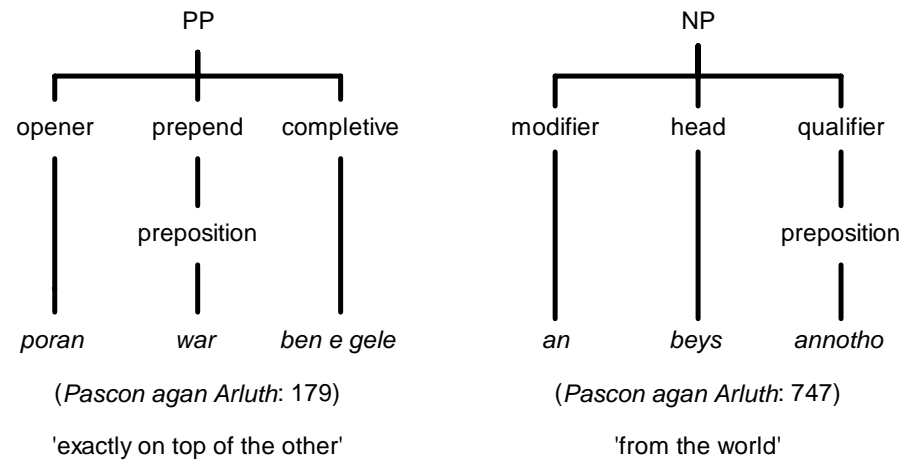 PP
opener prepend completive
preposition
poran war ben e gele
(Pascon agan Arluth: 179)
'exactly on top of the other'
NP
modifier head qualifier
preposition
an beys annotho
(Pascon agan Arluth: 747)
'from the world'